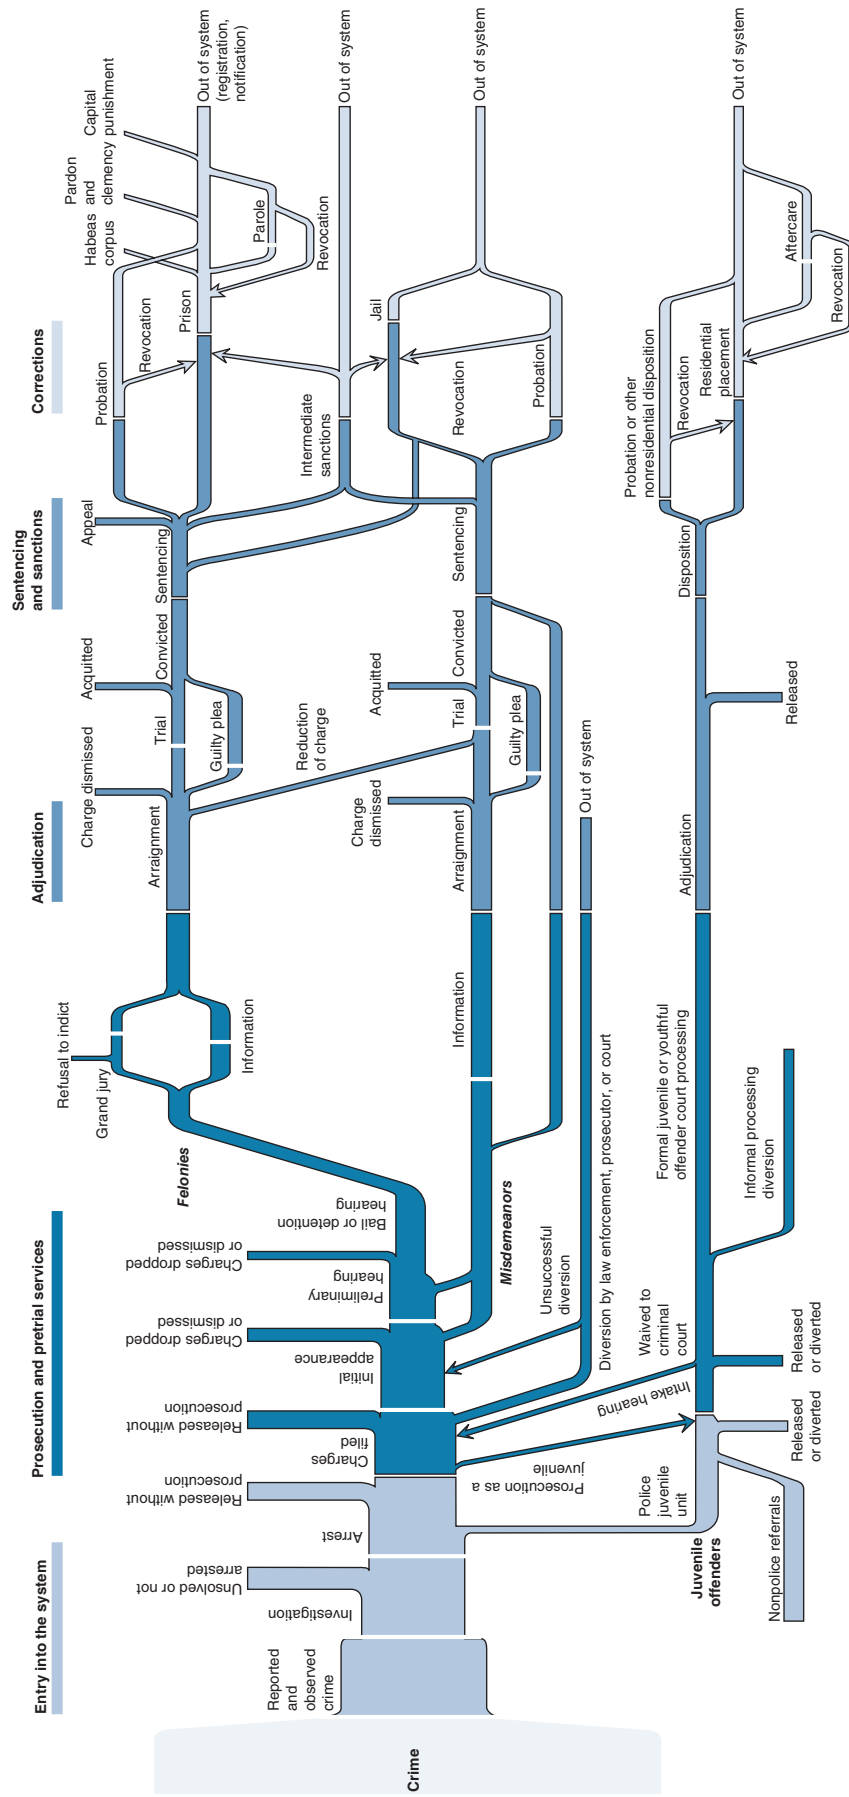 Entry into the system
Prosecution and pretrial services
Adjudication
Sentencing
and sanctions
Corrections
Crime
Reported
and
observed
crime
Investigation
Unsolved or not
arrested
Arrest
Released without
prosecution
Charges
filed
Released without
prosecution
Initial
appearance
Charges dropped
or dismissed
Preliminary
hearing
Charges dropped
or dismissed
Bail or detention
hearing
Felonies
Grand jury
Refusal to indict
Information
Arraignment
Charge dismissed
Trial
Acquitted
Guilty plea
Convicted
Reduction
of charge
Sentencing
Appeal
Probation
Revocation
Prison
Habeas
corpus
Pardon
and
clemency
Capital
punishment
Parole
Revocation
Out of system
(registration,
notification)
Intermediate
sanctions
Out of system
Misdemeanors
Information
Arraignment
Charge
dismissed
Trial
Acquitted
Guilty plea
Convicted
Sentencing
Jail
Revocation
Probation
Out of system
Unsuccessful
diversion
Diversion by law enforcement, prosecutor, or court
Out of system
Prosecution as a
juvenile
Waived to
criminal
court
Intake hearing
Police
juvenile
unit
Juvenile
offenders
Nonpolice referrals
Released
or diverted
Released
or diverted
Formal juvenile or youthful
offender court processing
Informal processing
diversion
Adjudication
Released
Disposition
Probation or other
nonresidential disposition
Revocation
Residential
placement
Aftercare
Revocation
Out of system